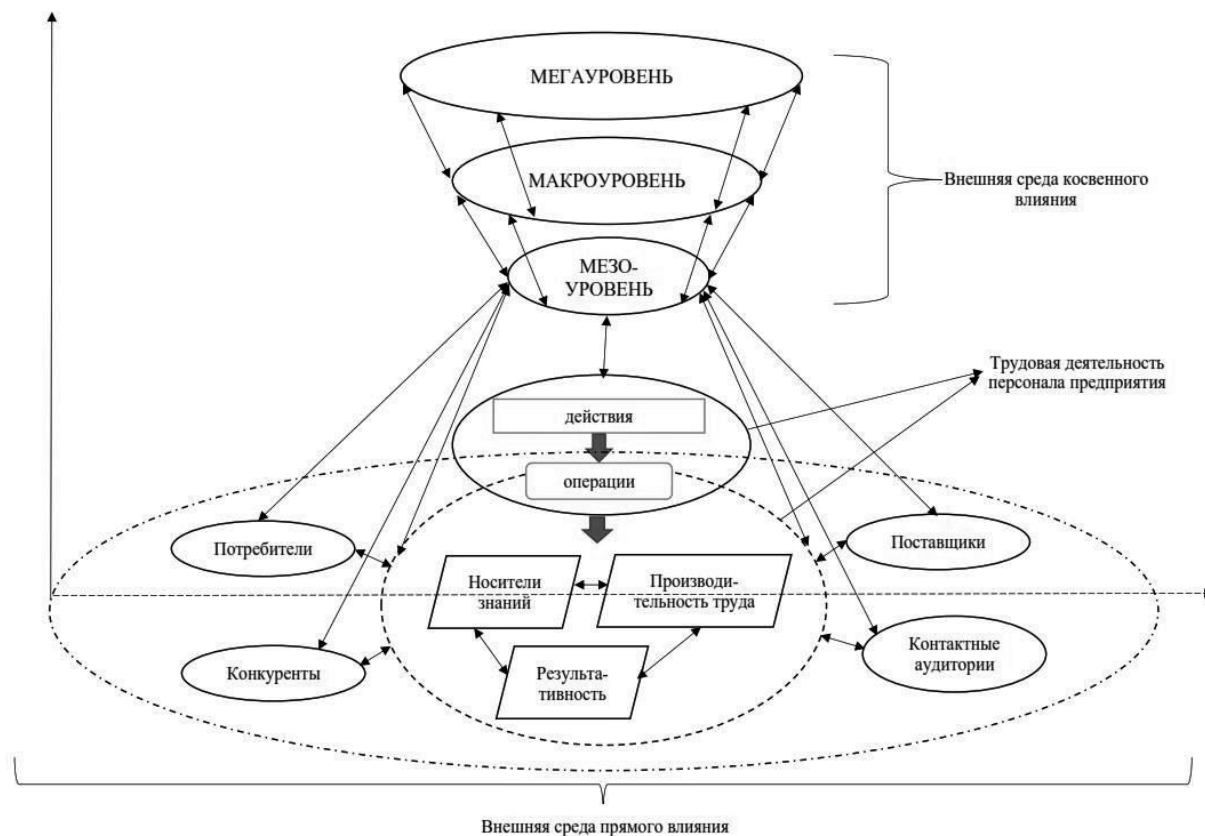 МЕГАУРОВЕНЬ
МАКРОУРОВЕНЬ
Внешняя среда косвенного
влияния
МЕЗО-
УРОВЕНЬ
Трудовая деятельность
персонала предприятия
действия
операции
Потребители
Поставщики
Носители
знаний
Производи-
тельность труда
Конкуренты
Результа-
тивность
Контактные
аудитории
Внешняя среда прямого влияния